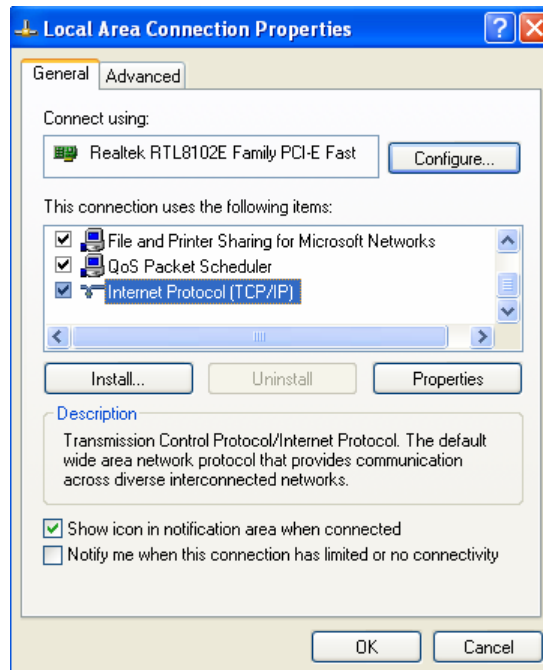 Local Area Connection Properties
General Advanced
Connect using:
Realtek RTL8102E Family PCI-E Fast Configure...
This connection uses the following items:
File and Printer Sharing for Microsoft Networks
QoS Packet Scheduler
Internet Protocol (TCP/IP)
Install... Uninstall Properties
Description
Transmission Control Protocol/Internet Protocol. The default
wide area network protocol that provides communication
across diverse interconnected networks.
Show icon in notification area when connected
Notify me when this connection has limited or no connectivity
OK Cancel